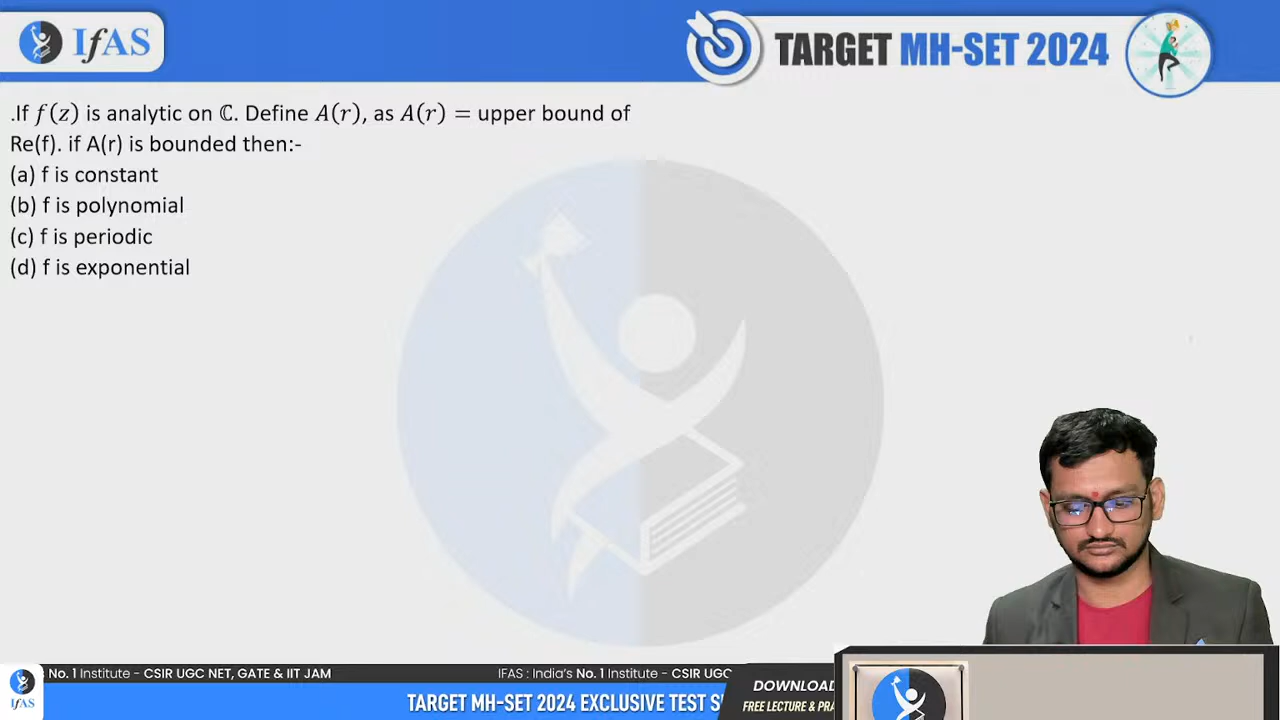 IfAS
TARGET MH-SET 2024
.If f(z) is analytic on ℂ. Define A(r), as A(r) = upper bound of
Re(f). if A(r) is bounded then:-
(a) f is constant
(b) f is polynomial
(c) f is periodic
(d) f is exponential
No. 1 Institute - CSIR UGC NET, GATE & IIT JAM
IFAS : India's No. 1 Institute - CSIR UGC
IfAS
TARGET MH-SET 2024 EXCLUSIVE TEST
DOWNLOAD
FREE LECTURE &